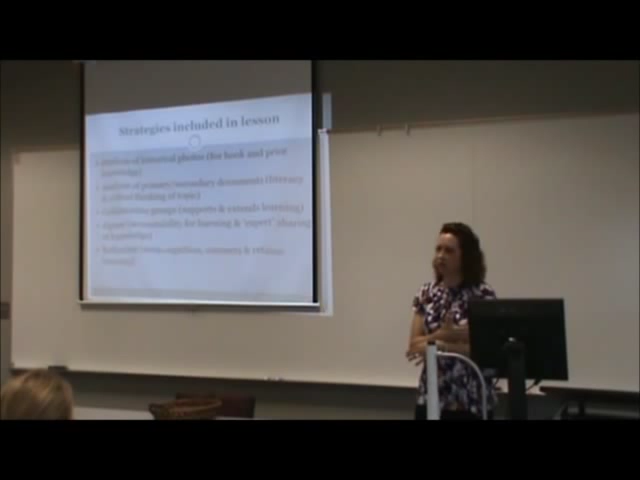 Strategies included in lesson
Analysis of historical photos (for hook and prior
knowledge)
Analysis of primary/secondary documents (literacy
& critical thinking of topic)
Collaborative groups (supports & extends learning)
Jigsaw (accountability for learning & "expert" sharing
of knowledge)
Reflection (meta-cognition, connects & retains
learning)